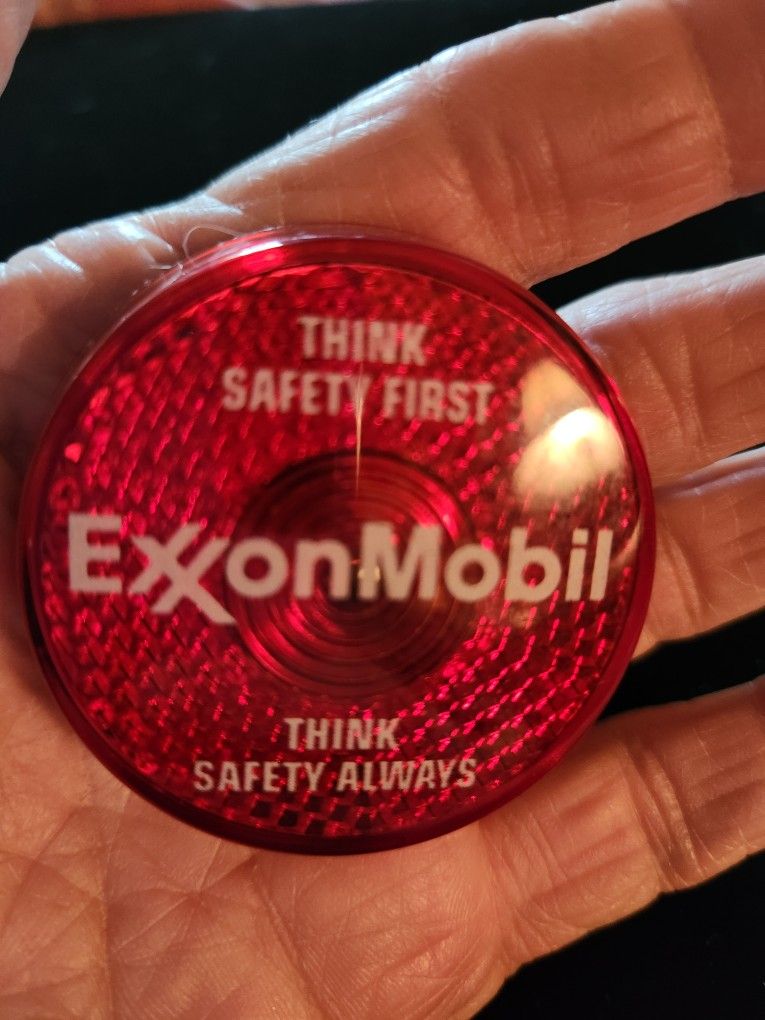 THINK
SAFETY FIRST
ExxonMobil
THINK
SAFETY ALWAYS